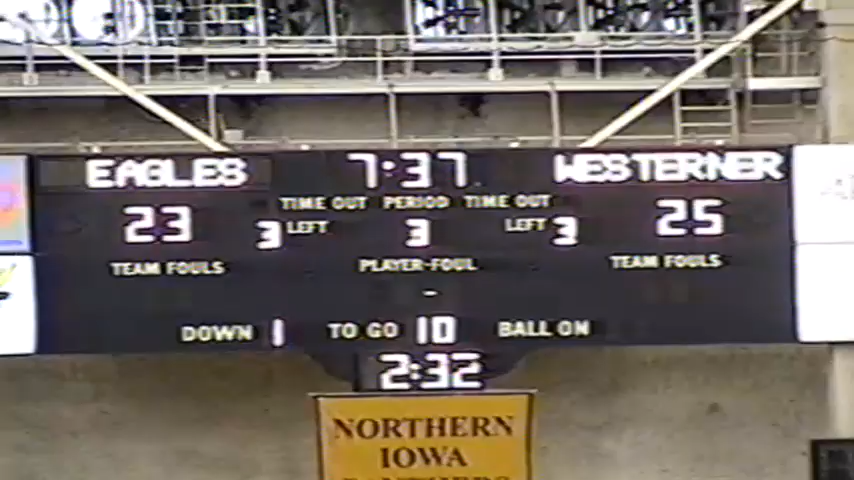 EAGLES 7:37 WESTERNER
TIME OUT PERIOD TIME OUT
23 3 LEFT 3 LEFT 3 25
TEAM FOULS PLAYER-FOUL TEAM FOULS
-
DOWN 1 TO GO 10 BALL ON
2:32
NORTHERN
IOWA
PANTHERS